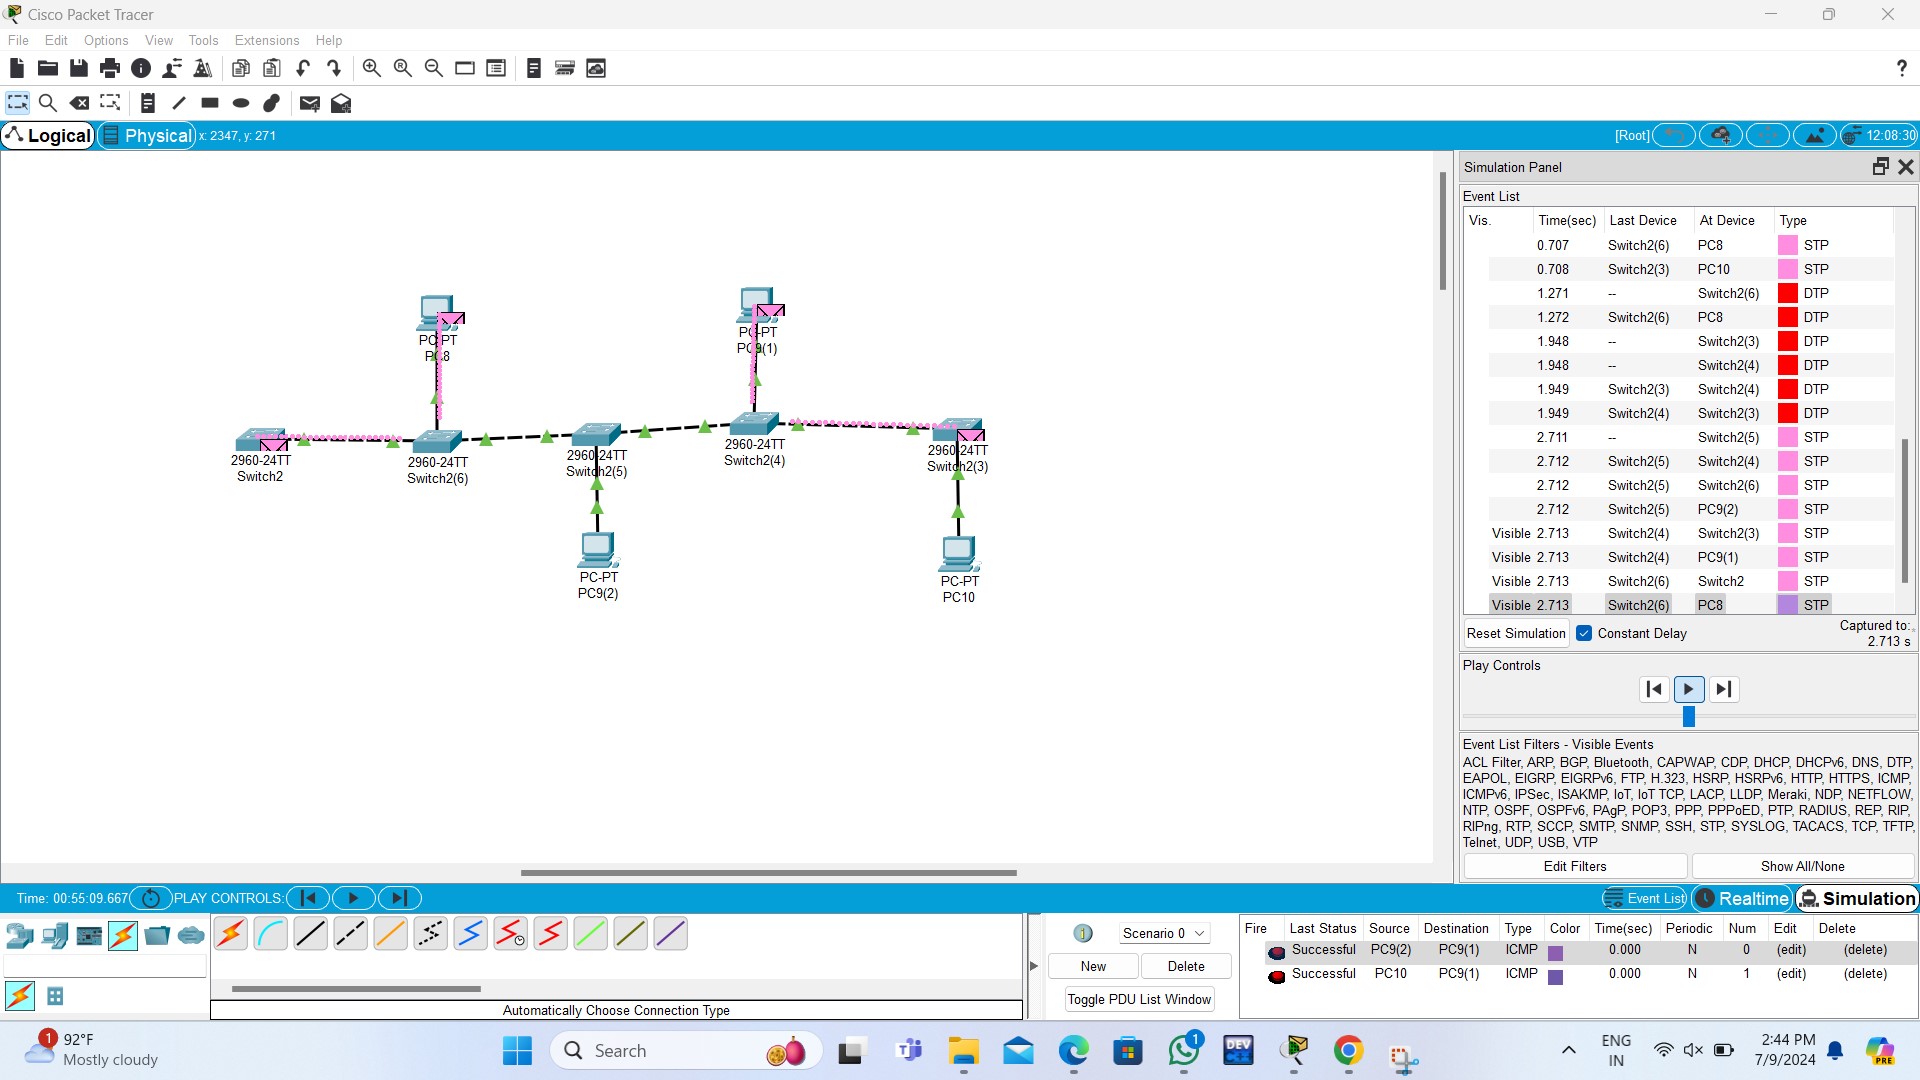 Cisco Packet Tracer
File Edit Options View Tools Extensions Help
?
Logical Physical x: 2347, y: 271 [Root] 12:08:30
PC-PT
PC8
PC-PT
PC9(1)
2960-24TT
Switch2
2960-24TT
Switch2(6)
2960-24TT
Switch2(5)
2960-24TT
Switch2(4)
2960-24TT
Switch2(3)
PC-PT
PC9(2)
PC-PT
PC10
Simulation Panel
Event List
Vis. Time(sec) Last Device At Device Type
0.707 Switch2(6) PC8 STP
0.708 Switch2(3) PC10 STP
1.271 -- Switch2(6) DTP
1.272 Switch2(6) PC8 DTP
1.948 -- Switch2(3) DTP
1.948 -- Switch2(4) DTP
1.949 Switch2(3) Switch2(4) DTP
1.949 Switch2(4) Switch2(3) DTP
2.711 -- Switch2(5) STP
2.712 Switch2(5) Switch2(4) STP
2.712 Switch2(5) Switch2(6) STP
2.712 Switch2(5) PC9(2) STP
Visible 2.713 Switch2(4) Switch2(3) STP
Visible 2.713 Switch2(4) PC9(1) STP
Visible 2.713 Switch2(6) Switch2 STP
Visible 2.713 Switch2(6) PC8 STP
Reset Simulation Constant Delay Captured to:
2.713 s
Play Controls
Event List Filters - Visible Events
ACL Filter, ARP, BGP, Bluetooth, CAPWAP, CDP, DHCP, DHCPv6, DNS, DTP,
EAPOL, EIGRP, EIGRPv6, FTP, H.323, HSRP, HSRPv6, HTTP, HTTPS, ICMP,
ICMPv6, IPSec, ISAKMP, IoT, IoT TCP, LACP, LLDP, Meraki, NDP, NETFLOW,
NTP, OSPF, OSPFv6, PAgP, POP3, PPP, PPPoED, PTP, RADIUS, REP, RIP,
RIPng, RTP, SCCP, SMTP, SNMP, SSH, STP, SYSLOG, TACACS, TCP, TFTP,
Telnet, UDP, USB, VTP
Edit Filters Show All/None
Time: 00:55:09.667 PLAY CONTROLS: Event List Realtime Simulation
Automatically Choose Connection Type
Scenario 0
New Delete
Toggle PDU List Window
Fire Last Status Source Destination Type Color Time(sec) Periodic Num Edit Delete
Successful PC9(2) PC9(1) ICMP 0.000 N 0 (edit) (delete)
Successful PC10 PC9(1) ICMP 0.000 N 1 (edit) (delete)
1 92°F
Mostly cloudy
Search
DEV
1
PRE
ENG
IN
2:44 PM
7/9/2024